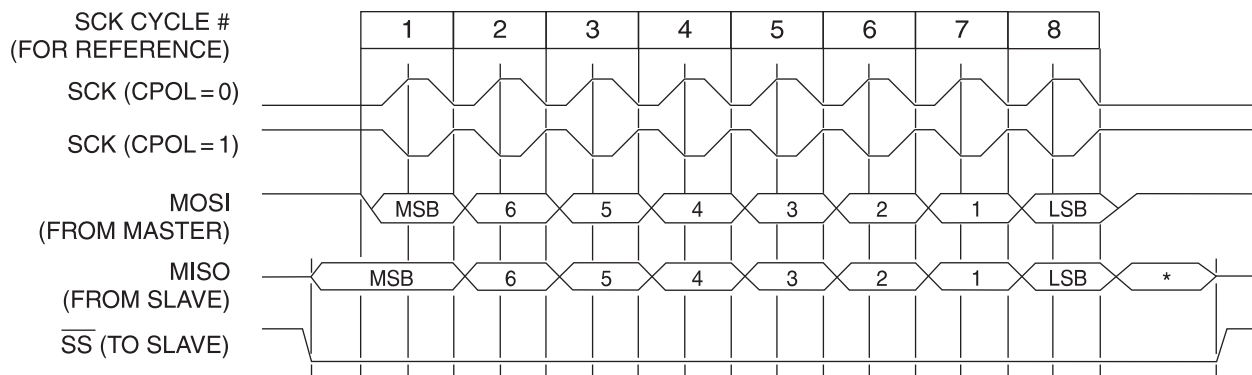 SCK CYCLE # 1 2 3 4 5 6 7 8
(FOR REFERENCE)
SCK (CPOL = 0)
SCK (CPOL = 1)
MOSI MSB 6 5 4 3 2 1 LSB
(FROM MASTER)
MISO MSB 6 5 4 3 2 1 LSB *
(FROM SLAVE)
SS (TO SLAVE)